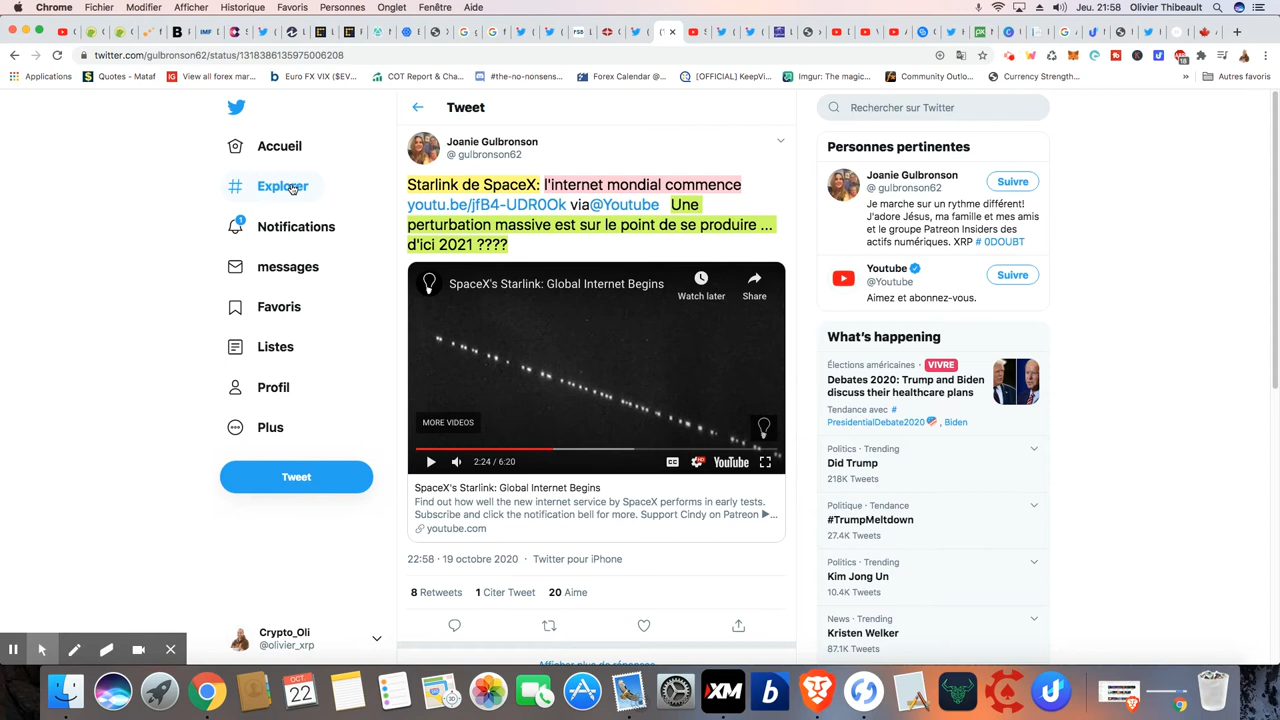 Chrome Fichier Modifier Afficher Historique Favoris Personnes Onglet Fenêtre Aide Jeu. 21:58 Olivier Thibeault
twitter.com/gulbronson62/status/1318386135975006208
Applications Quotes - Mataf View all forex mar... Euro FX VIX ($EV... COT Report & Cha... #the-no-nonsens... Forex Calendar @... [OFFICIAL] KeepVi... Imgur: The magic... Community Outlo... Currency Strength... » Autres favoris
Accueil
Explorer
1
Notifications
messages
Favoris
Listes
Profil
Plus
Tweet
Crypto_Oli
@olivier_xrp
Tweet
Joanie Gulbronson
@ gulbronson62
Starlink de SpaceX: l'internet mondial commence
youtu.be/jfB4-UDR0Ok via@Youtube Une
perturbation massive est sur le point de se produire ...
d'ici 2021 ????
SpaceX's Starlink: Global Internet Begins
Watch later Share
MORE VIDEOS
2:24 / 6:20 CC HD YouTube
SpaceX's Starlink: Global Internet Begins
Find out how well the new internet service by SpaceX performs in early tests.
Subscribe and click the notification bell for more. Support Cindy on Patreon ▶...
youtube.com
22:58 · 19 octobre 2020 · Twitter pour iPhone
8 Retweets 1 Citer Tweet 20 Aime
Afficher plus de réponses
Rechercher sur Twitter
Personnes pertinentes
Joanie Gulbronson
@ gulbronson62
Suivre
Je marche sur un rythme différent!
J'adore Jésus, ma famille et mes amis
et le groupe Patreon Insiders des
actifs numériques. XRP # 0DOUBT
Youtube
@Youtube
Suivre
Aimez et abonnez-vous.
What's happening
Élections américaines · VIVRE
Debates 2020: Trump and Biden
discuss their healthcare plans
Tendance avec #
PresidentialDebate2020 , Biden
Politics · Trending
Did Trump
218K Tweets
Politique · Tendance
#TrumpMeltdown
27.4K Tweets
Politics · Trending
Kim Jong Un
10.4K Tweets
News · Trending
Kristen Welker
87.1K Tweets
OCT.
22
XM
b